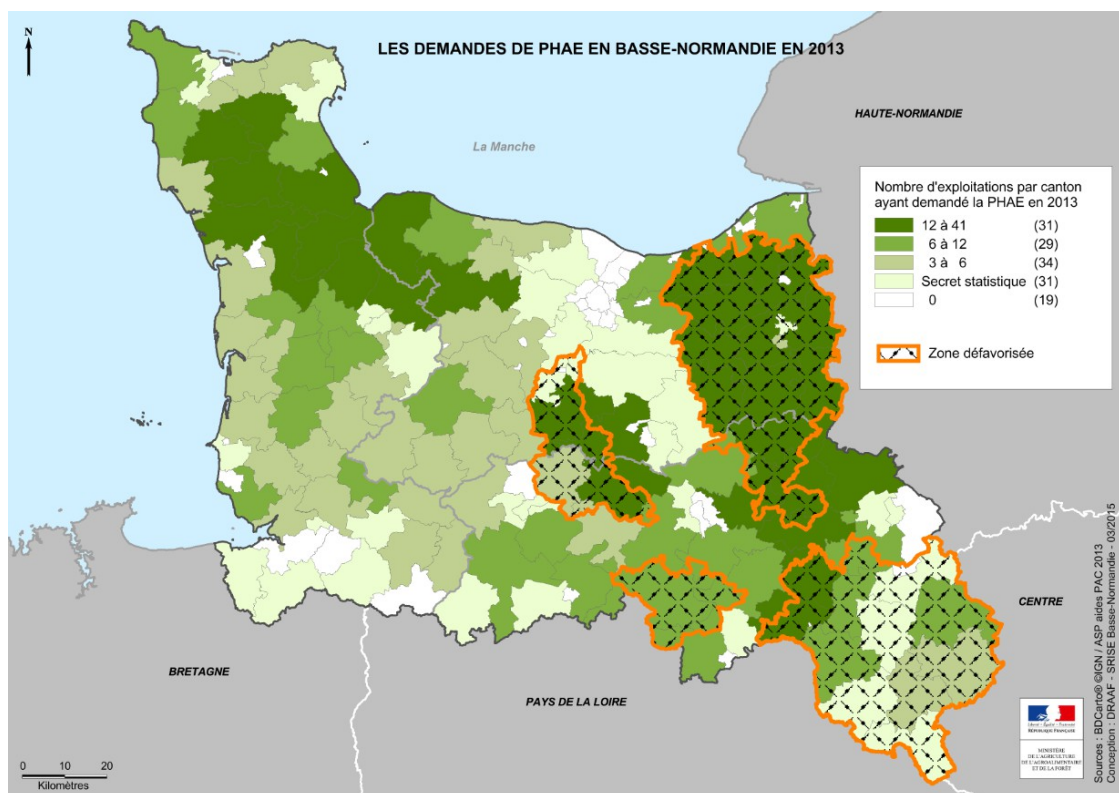 N
LES DEMANDES DE PHAE EN BASSE-NORMANDIE EN 2013
HAUTE-NORMANDIE
La Manche
Nombre d'exploitations par canton
ayant demandé la PHAE en 2013
12 à 41 (31)
6 à 12 (29)
3 à 6 (34)
Secret statistique (31)
0 (19)
Zone défavorisée
CENTRE
BRETAGNE
PAYS DE LA LOIRE
0 10 20
Kilomètres
Liberté • Égalité • Fraternité
RÉPUBLIQUE FRANÇAISE
MINISTÈRE
DE L'AGRICULTURE
DE L'AGROALIMENTAIRE
ET DE LA FORÊT
Sources : BDCarto® ©IGN / ASP aides PAC 2013
Conception : DRAAF - SRISE Basse-Normandie - 03/2015